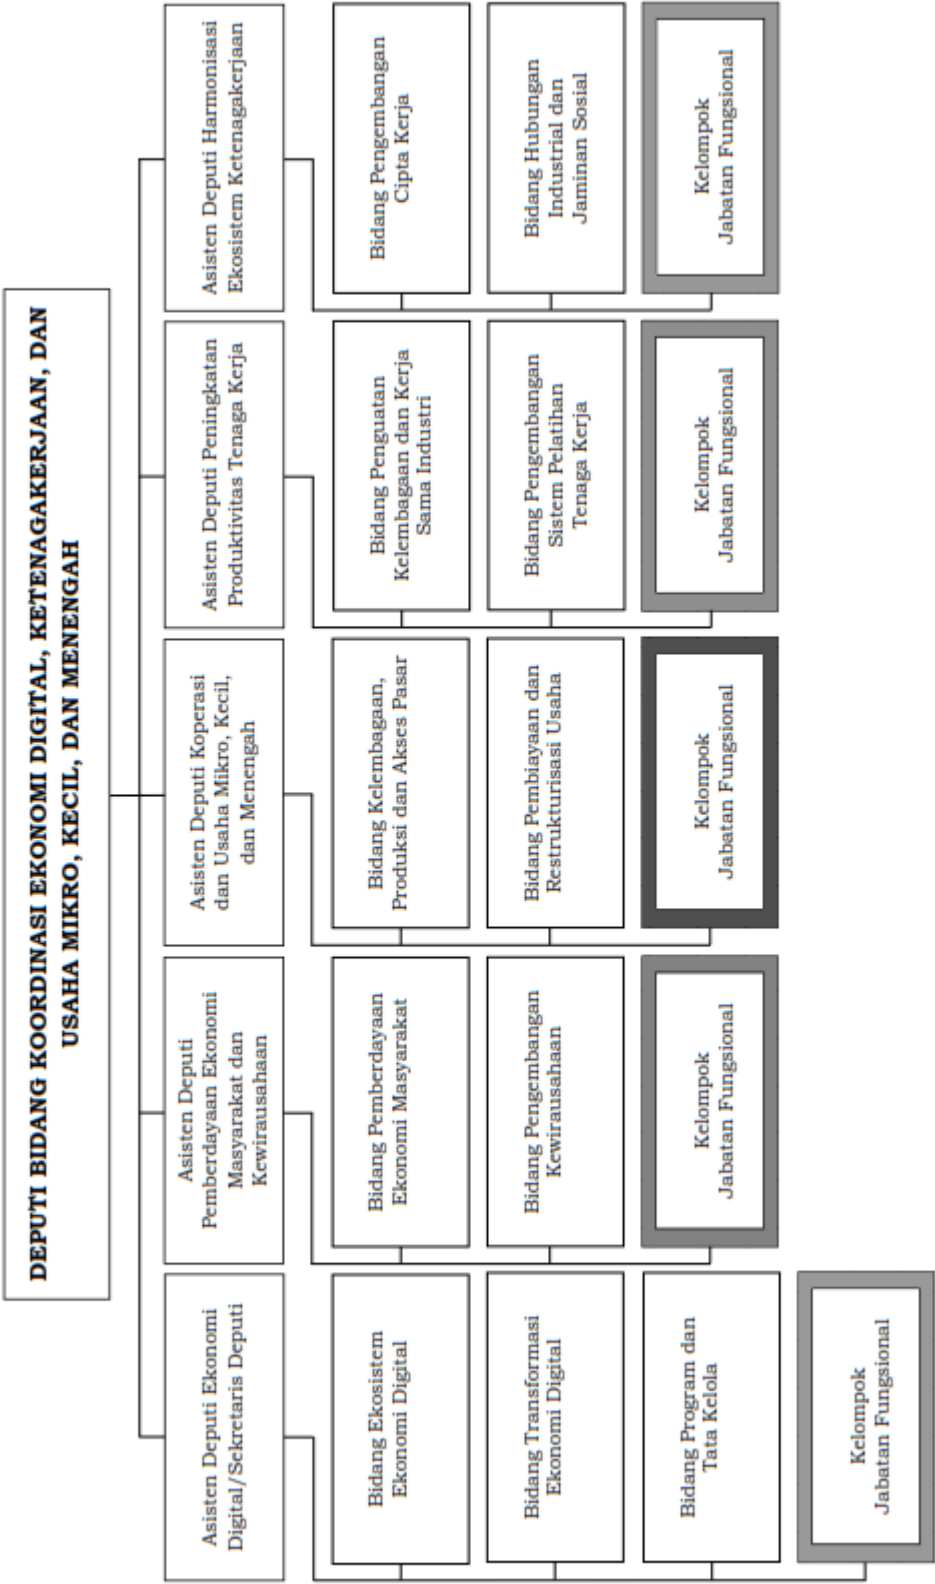 DEPUTI BIDANG KOORDINASI EKONOMI DIGITAL, KETENAGAKERJAAN, DAN
USAHA MIKRO, KECIL, DAN MENENGAH
Asisten Deputi Ekonomi
Digital/Sekretaris Deputi
Bidang Ekosistem
Ekonomi Digital
Bidang Transformasi
Ekonomi Digital
Bidang Program dan
Tata Kelola
Kelompok
Jabatan Fungsional
Asisten Deputi
Pemberdayaan Ekonomi
Masyarakat dan
Kewirausahaan
Bidang Pemberdayaan
Ekonomi Masyarakat
Bidang Pengembangan
Kewirausahaan
Kelompok
Jabatan Fungsional
Asisten Deputi Koperasi
dan Usaha Mikro, Kecil,
dan Menengah
Bidang Kelembagaan,
Produksi dan Akses Pasar
Bidang Pembiayaan dan
Restrukturisasi Usaha
Kelompok
Jabatan Fungsional
Asisten Deputi Peningkatan
Produktivitas Tenaga Kerja
Bidang Penguatan
Kelembagaan dan Kerja
Sama Industri
Bidang Pengembangan
Sistem Pelatihan
Tenaga Kerja
Kelompok
Jabatan Fungsional
Asisten Deputi Harmonisasi
Ekosistem Ketenagakerjaan
Bidang Pengembangan
Cipta Kerja
Bidang Hubungan
Industrial dan
Jaminan Sosial
Kelompok
Jabatan Fungsional